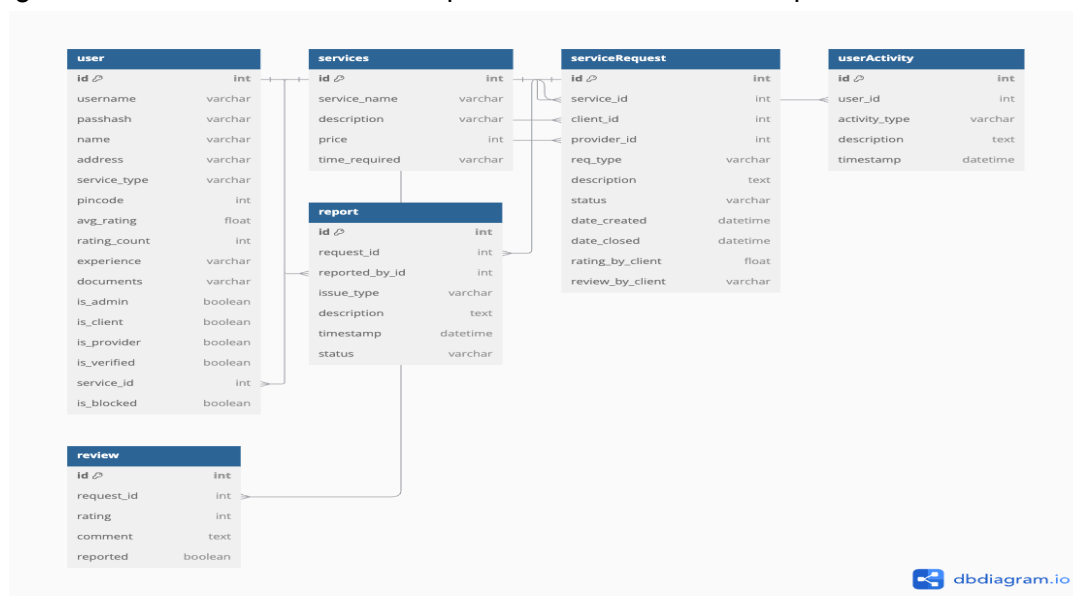 user
id int
username varchar
passhash varchar
name varchar
address varchar
service_type varchar
pincode int
avg_rating float
rating_count int
experience varchar
documents varchar
is_admin boolean
is_client boolean
is_provider boolean
is_verified boolean
service_id int
is_blocked boolean
services
id int
service_name varchar
description varchar
price int
time_required varchar
report
id int
request_id int
reported_by_id int
issue_type varchar
description text
timestamp datetime
status varchar
serviceRequest
id int
service_id int
client_id int
provider_id int
req_type varchar
description text
status varchar
date_created datetime
date_closed datetime
rating_by_client float
review_by_client varchar
userActivity
id int
user_id int
activity_type varchar
description text
timestamp datetime
review
id int
request_id int
rating int
comment text
reported boolean
dbdiagram.io